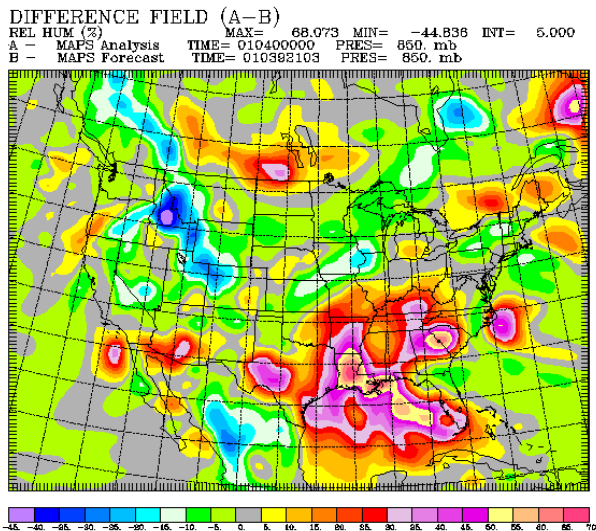 DIFFERENCE FIELD (A-B)
REL HUM (%) MAX= 68.073 MIN= -44.836 INT= 5.000
A - MAPS Analysis TIME= 010400000 PRES= 850. mb
B - MAPS Forecast TIME= 010392103 PRES= 850. mb
-45. -40. -35. -30. -25. -20. -15. -10. -5. 0. 5. 10. 15. 20. 25. 30. 35. 40. 45. 50. 55. 60. 65. 70